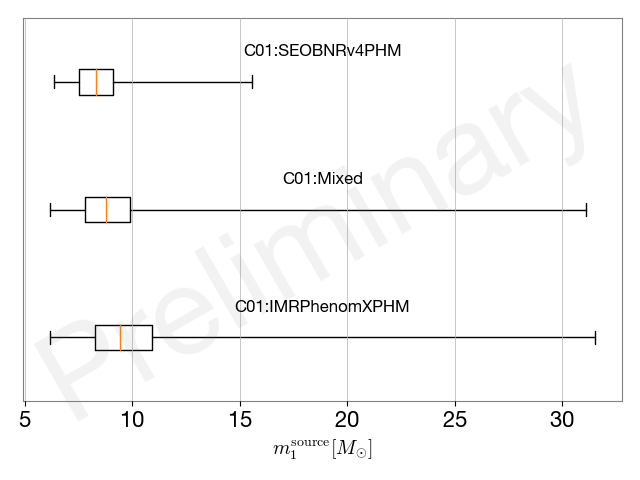 C01:SEOBNRv4PHM
C01:Mixed
C01:IMRPhenomXPHM
Preliminary
5 10 15 20 25 30
m₁^source [M⊙]